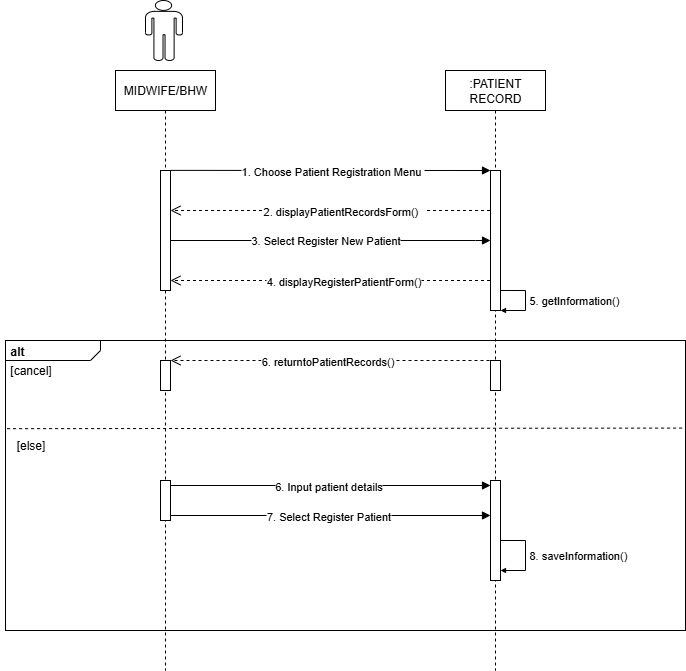 MIDWIFE/BHW
:PATIENT
RECORD
1. Choose Patient Registration Menu
2. displayPatientRecordsForm()
3. Select Register New Patient
4. displayRegisterPatientForm()
5. getInformation()
alt
[cancel]
6. returntoPatientRecords()
[else]
6. Input patient details
7. Select Register Patient
8. saveInformation()